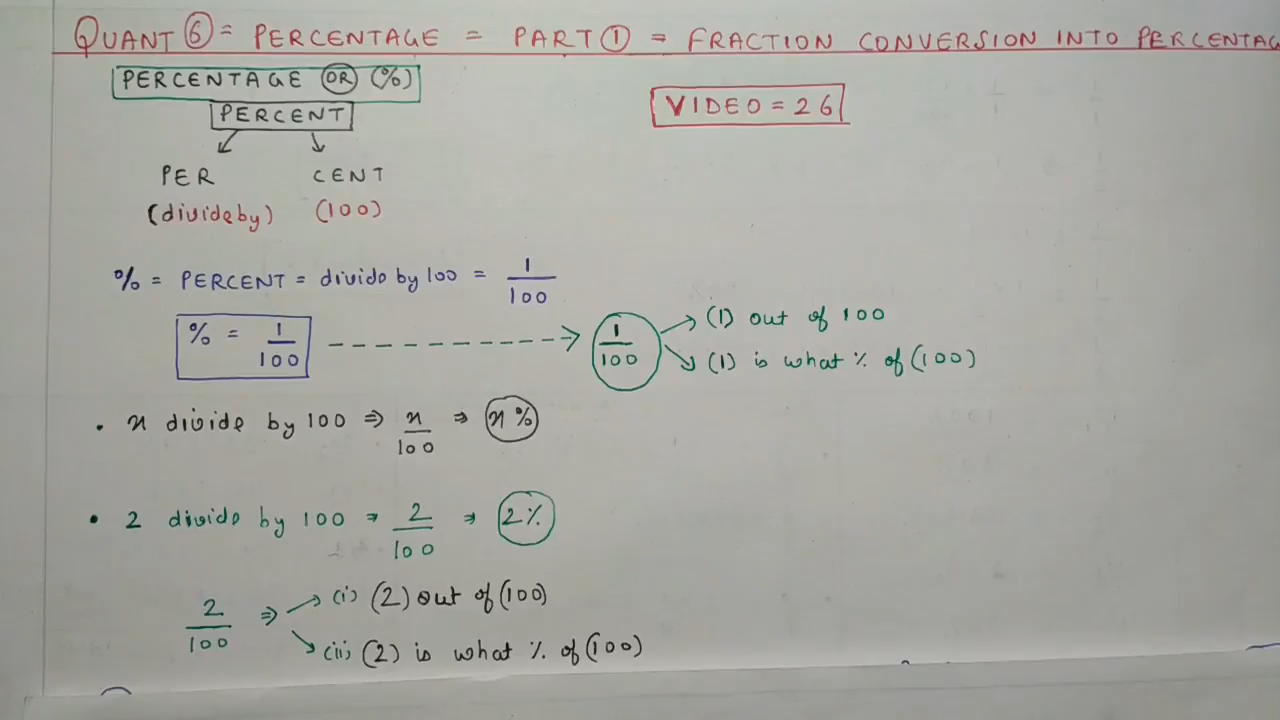 QUANT 6 = PERCENTAGE = PART 1 = FRACTION CONVERSION INTO PERCENTAG
PERCENTAGE OR (%)
VIDEO = 26
PERCENT
PER CENT
(divideby) (100)
% = PERCENT = divide by 100 = 1/100
% = 1/100 -----------> 1/100 → (1) out of 100
→ (1) is what % of (100)
• x divide by 100 ⇒ x/100 ⇒ x%
• 2 divide by 100 ⇒ 2/100 ⇒ 2%
2/100 ⇒ → (i) (2) out of (100)
→ (ii) (2) is what % of (100)